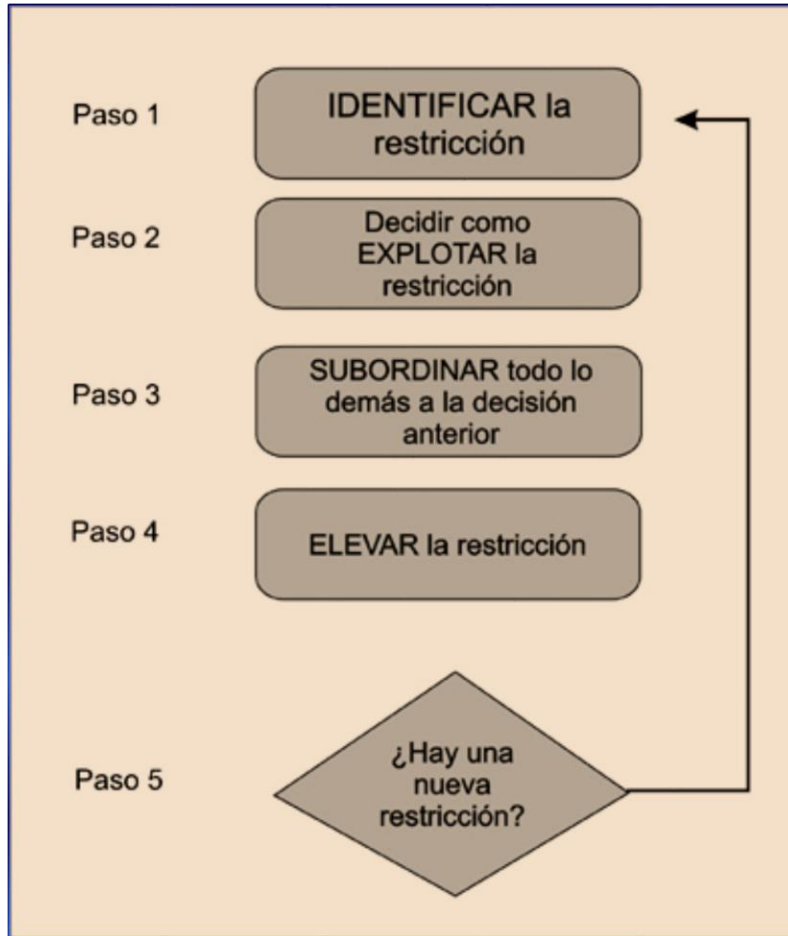 Paso 1
IDENTIFICAR la
restricción
Paso 2
Decidir como
EXPLOTAR la
restricción
Paso 3
SUBORDINAR todo lo
demás a la decisión
anterior
Paso 4
ELEVAR la restricción
Paso 5
¿Hay una
nueva
restricción?